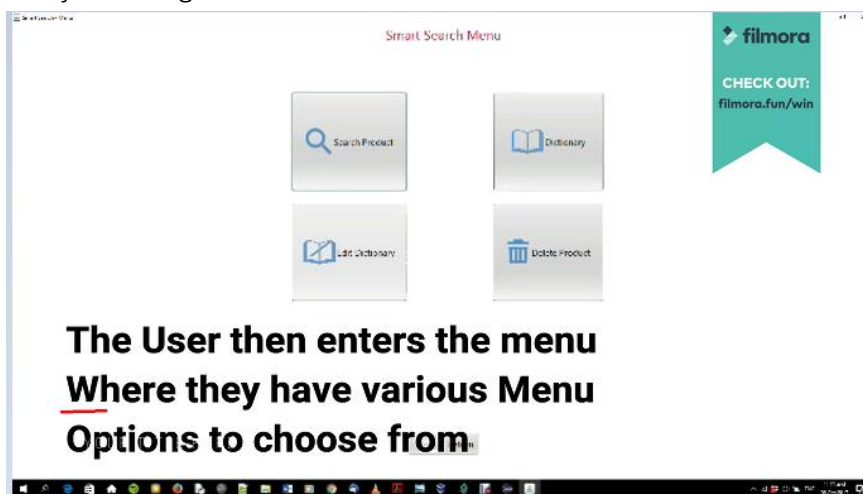 Smart Search Menu
filmora
CHECK OUT:
filmora.fun/win
Search Product
Dictionary
Edit Dictionary
Delete Product
The User then enters the menu
Where they have various Menu
Options to choose from